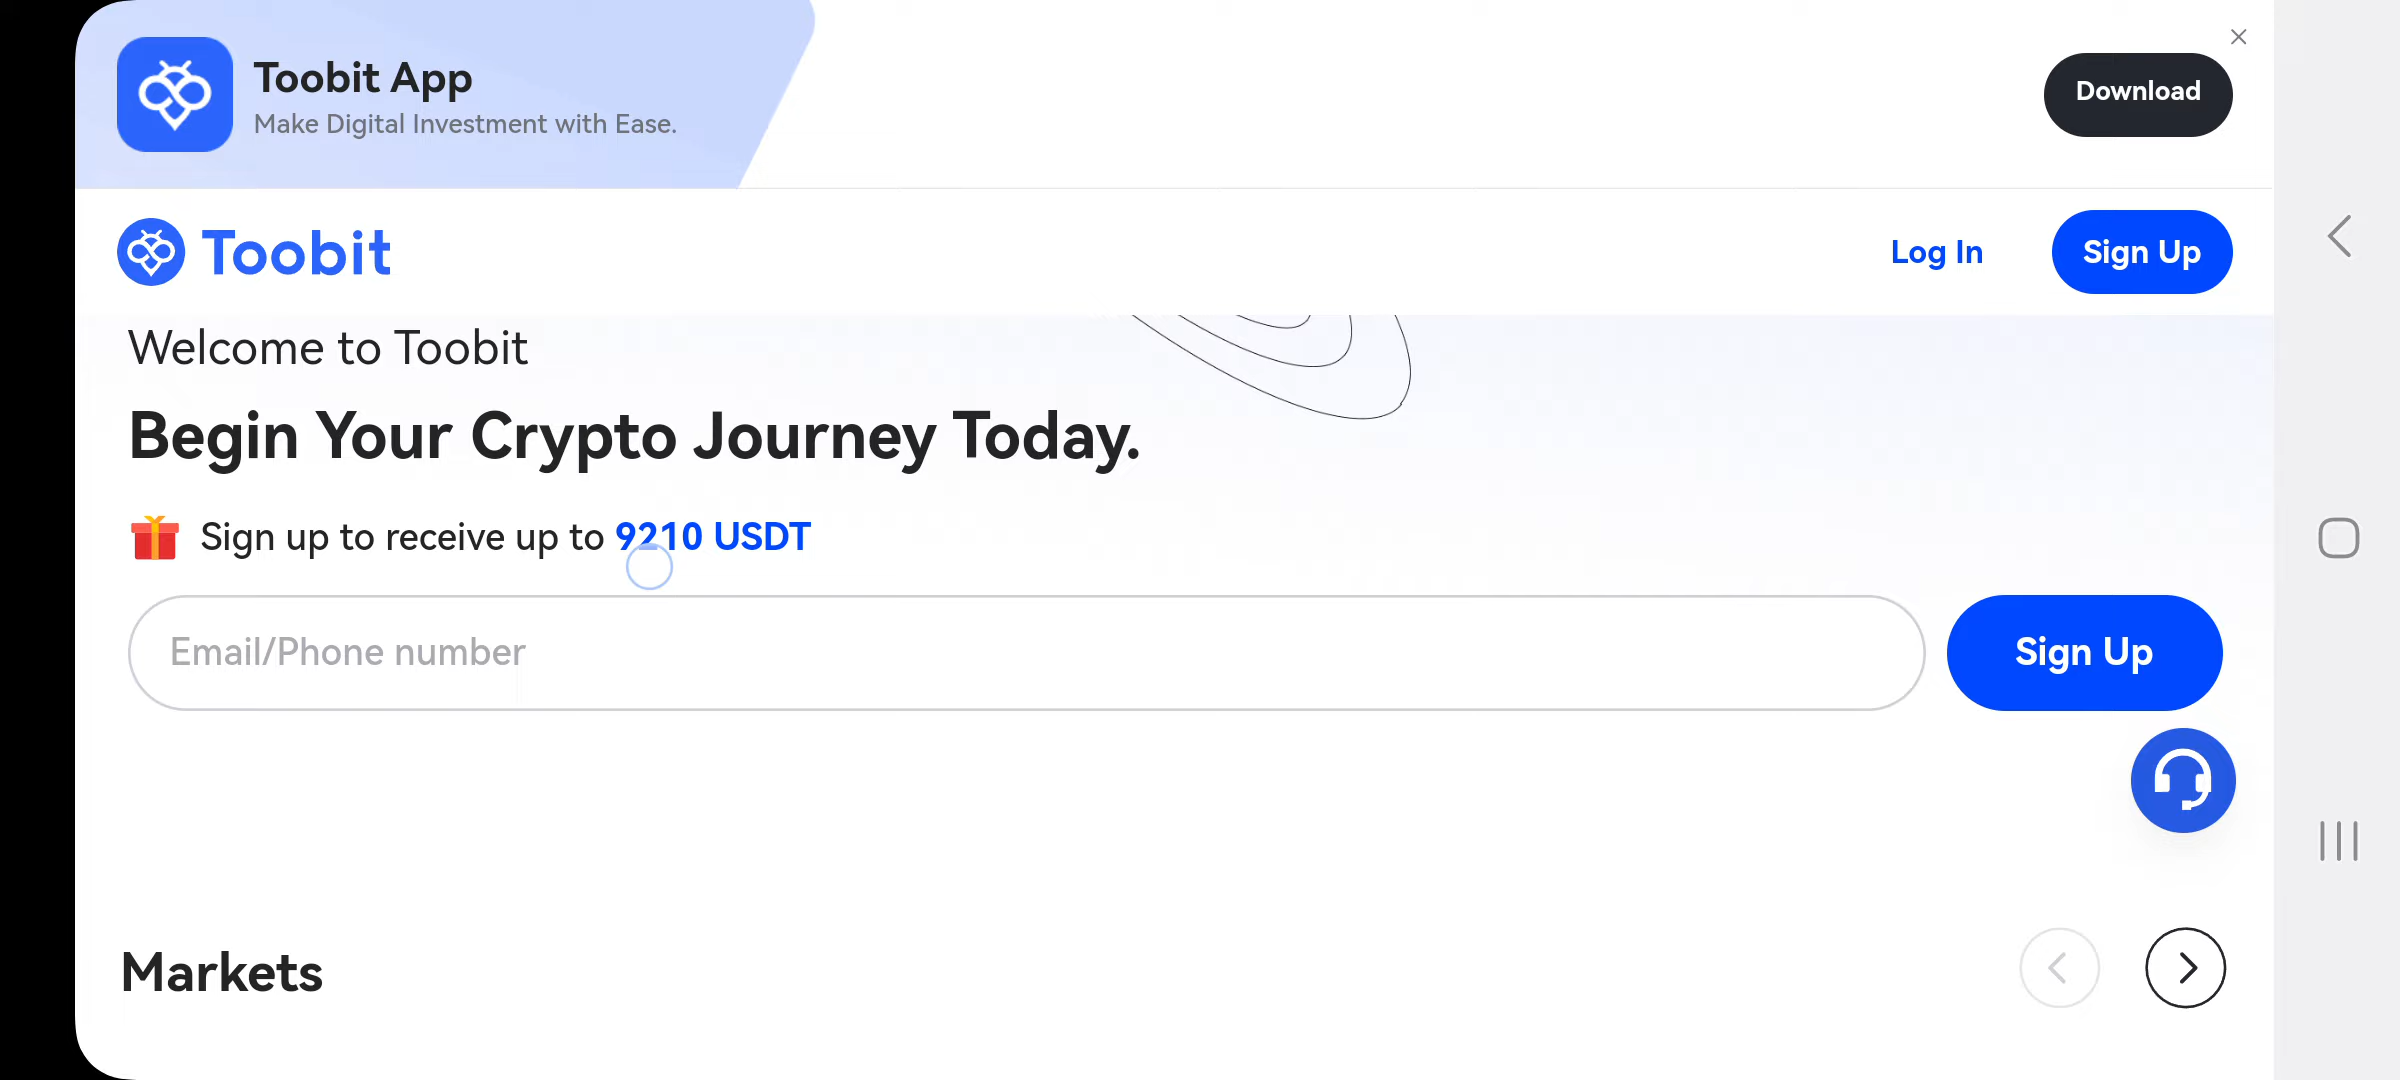 Toobit App
Make Digital Investment with Ease.
Download
Toobit
Log In
Sign Up
Welcome to Toobit
Begin Your Crypto Journey Today.
Sign up to receive up to 9210 USDT
Email/Phone number
Sign Up
Markets